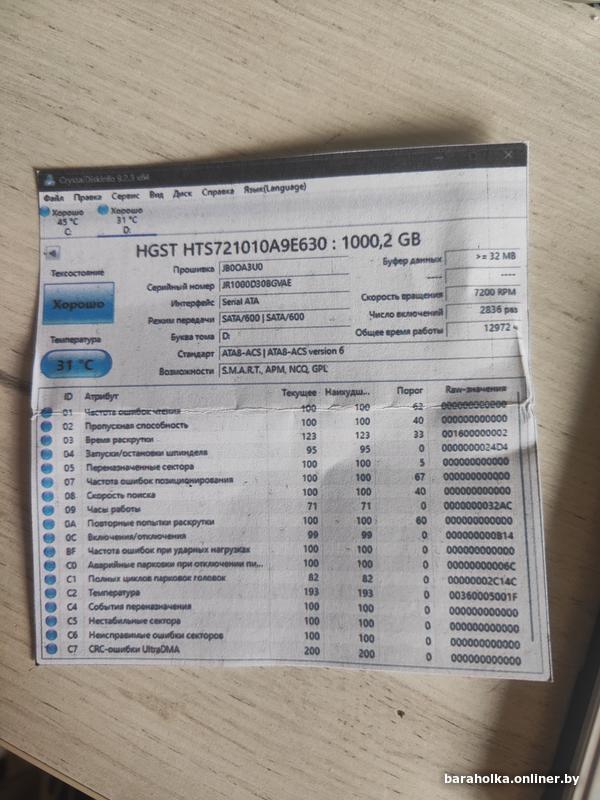 CrystalDiskInfo 9.2.3 x64
Файл Правка Сервис Вид Диск Справка Язык(Language)
Хорошо Хорошо
45 °C 31 °C
C: D:
HGST HTS721010A9E630 : 1000,2 GB
Техсостояние
Хорошо
Температура
31 °C
Прошивка JB0OA3U0
Серийный номер JR1000D30BGVAE
Интерфейс Serial ATA
Режим передачи SATA/600 | SATA/600
Буква тома D:
Стандарт ATA8-ACS | ATA8-ACS version 6
Возможности S.M.A.R.T., APM, NCQ, GPL
Буфер данных >= 32 MB
---- ----
Скорость вращения 7200 RPM
Число включений 2836 раз
Общее время работы 12972 ч
ID Атрибут Текущее Наихудш... Порог Raw-значения
01 Частота ошибок чтения 100 100 62 000000000000
02 Пропускная способность 100 100 40 000000000000
03 Время раскрутки 123 123 33 001600000002
04 Запуски/остановки шпинделя 95 95 0 0000000024D4
05 Переназначенные сектора 100 100 5 000000000000
07 Частота ошибок позиционирования 100 100 67 000000000000
08 Скорость поиска 100 100 40 000000000000
09 Часы работы 71 71 0 0000000032AC
0A Повторные попытки раскрутки 100 100 60 000000000000
0C Включения/отключения 99 99 0 000000000B14
BF Частота ошибок при ударных нагрузках 100 100 0 000000000000
C0 Аварийные парковки при отключении пи... 100 100 0 00000000006C
C1 Полных циклов парковок головок 82 82 0 00000002C14C
C2 Температура 193 193 0 00360005001F
C4 События переназначения 100 100 0 000000000000
C5 Нестабильные сектора 100 100 0 000000000000
C6 Неисправимые ошибки секторов 100 100 0 000000000000
C7 CRC-ошибки UltraDMA 200 200 0 000000000000
baraholka.onliner.by